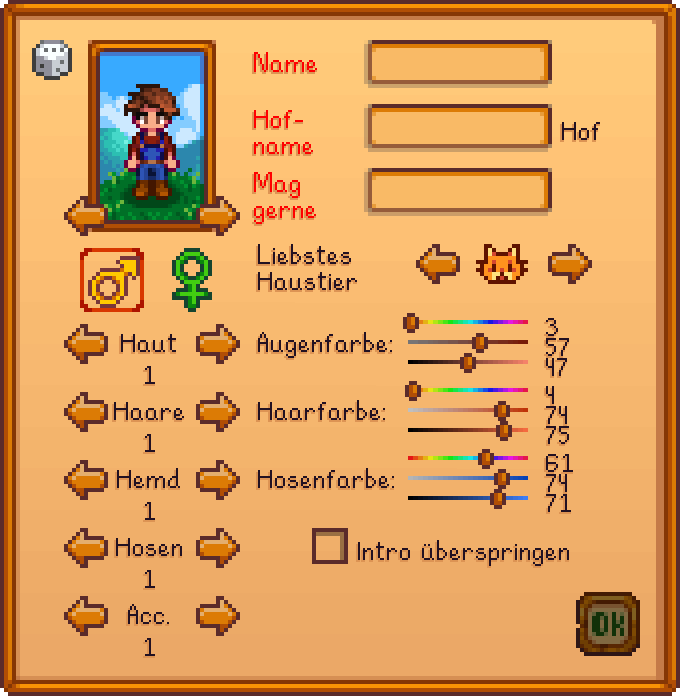 Name
Hof-
name
Hof
Mag
gerne
Liebstes
Haustier
Haut
1
Augenfarbe:
3
57
47
Haare
1
Haarfarbe:
4
74
75
Hemd
1
Hosenfarbe:
61
74
71
Hosen
1
Intro überspringen
Acc.
1
OK